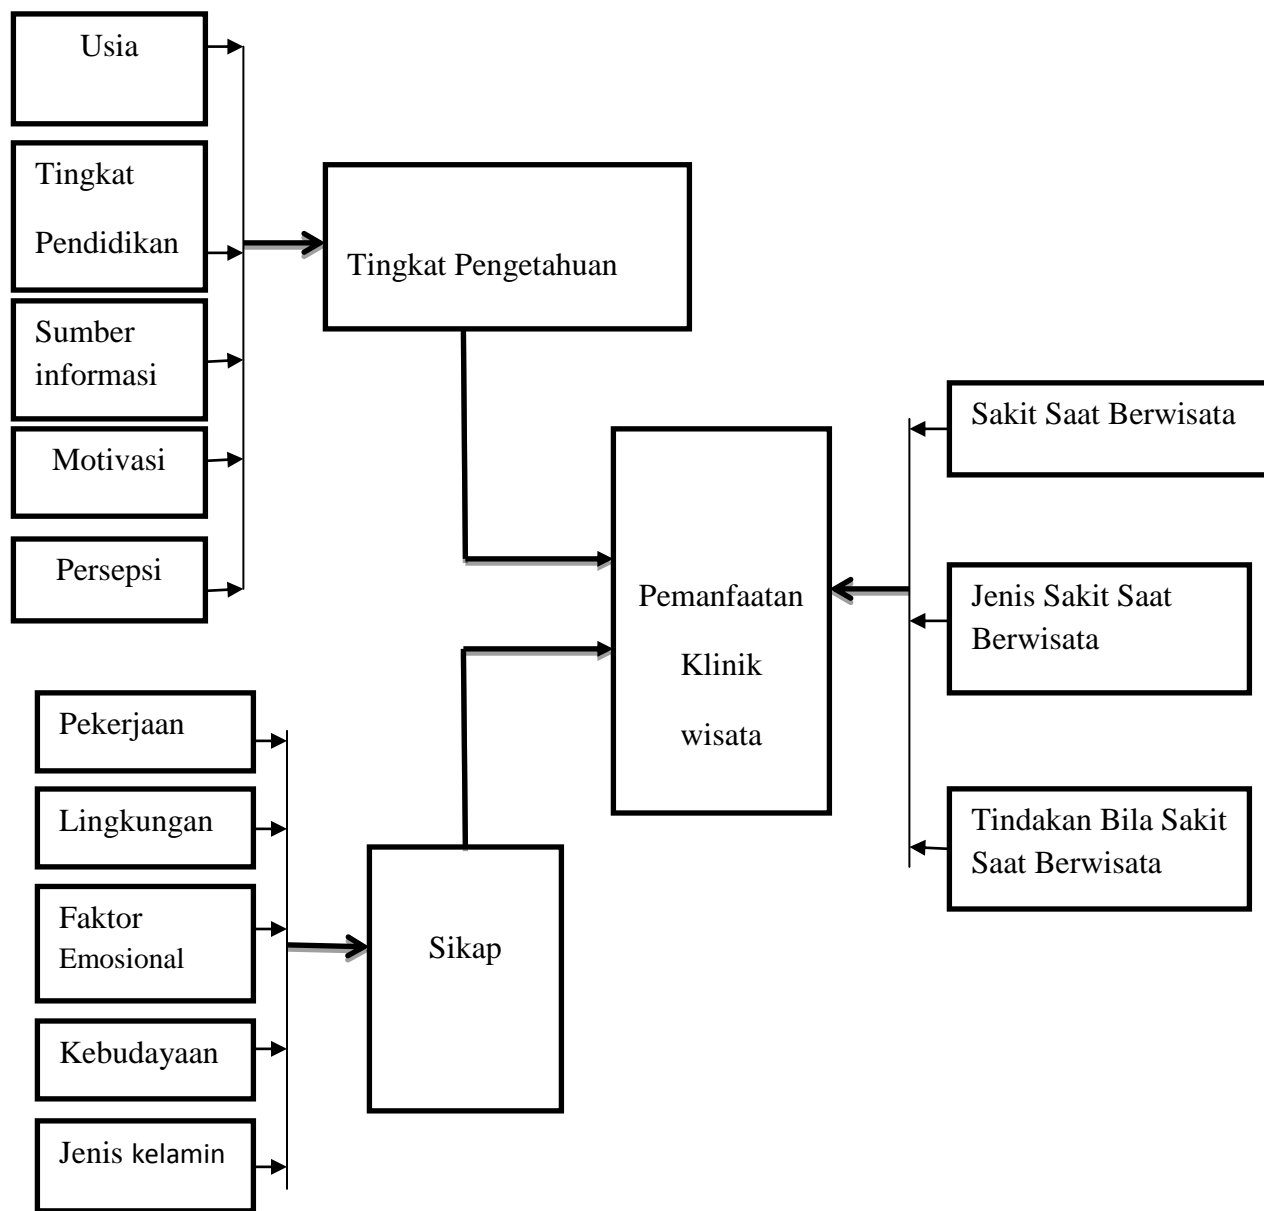 Usia
Tingkat
Pendidikan
Sumber
informasi
Motivasi
Persepsi
Tingkat Pengetahuan
Pemanfaatan
Klinik
wisata
Sakit Saat Berwisata
Jenis Sakit Saat
Berwisata
Tindakan Bila Sakit
Saat Berwisata
Pekerjaan
Lingkungan
Faktor
Emosional
Kebudayaan
Jenis kelamin
Sikap